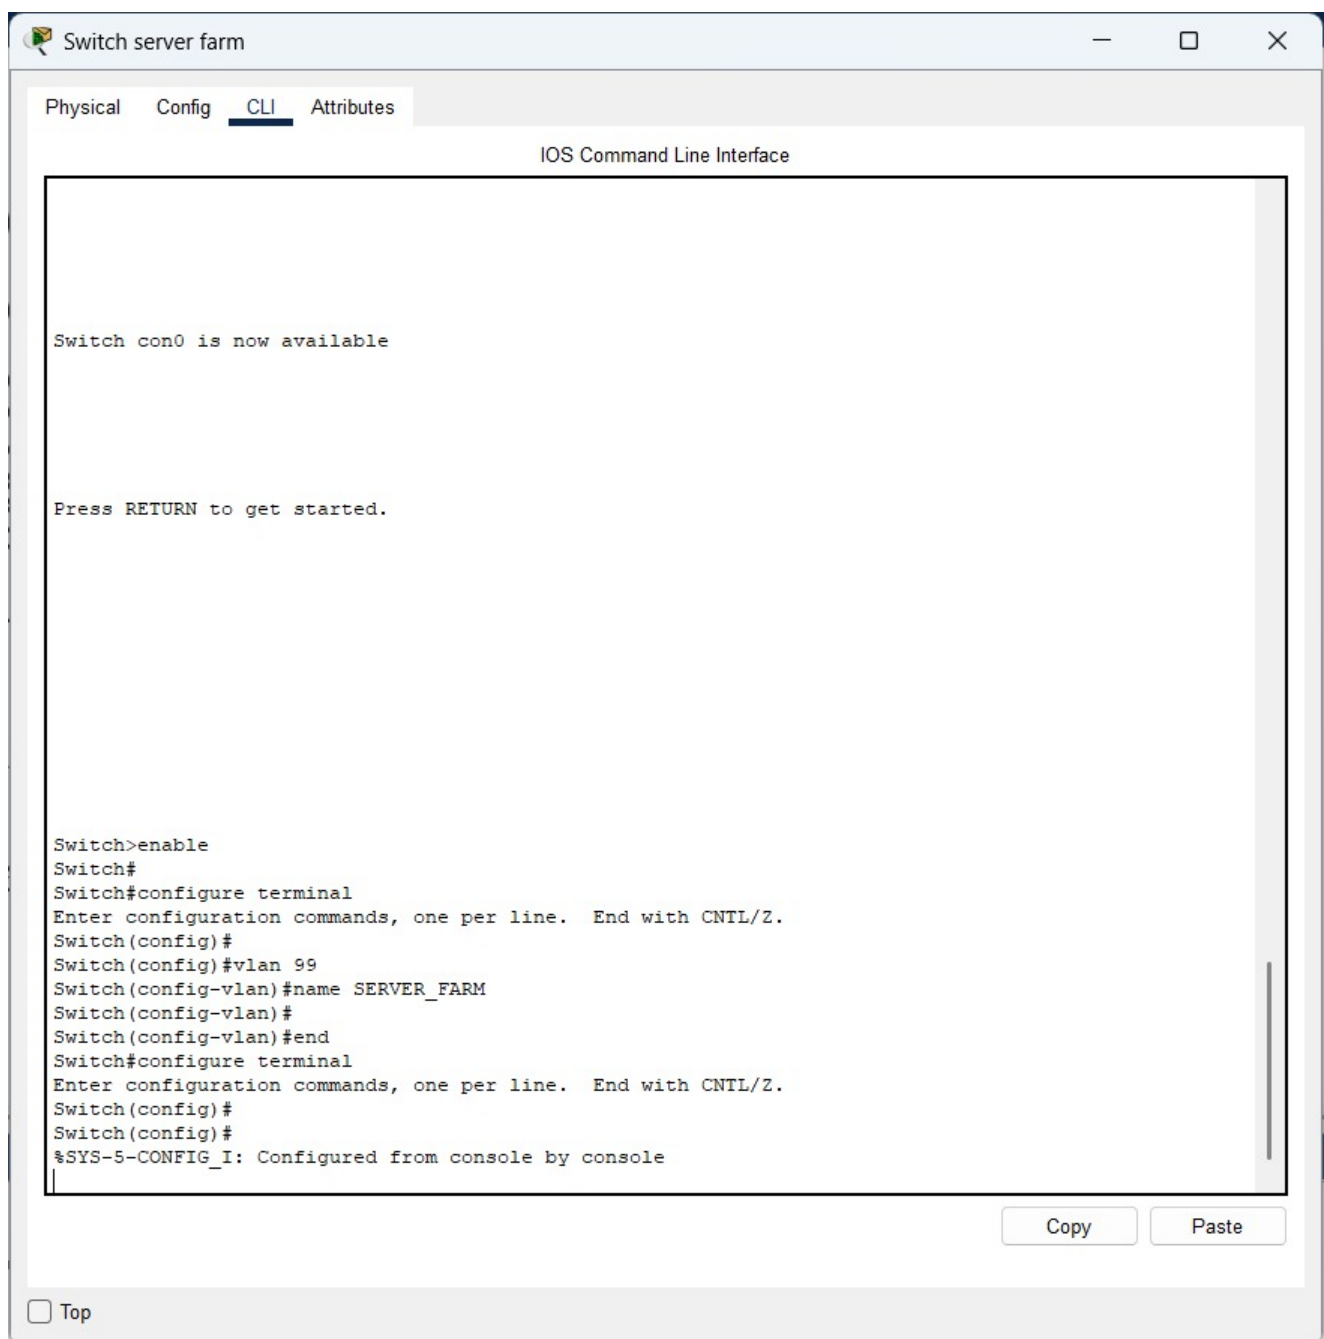 Switch server farm
Physical Config CLI Attributes
IOS Command Line Interface
Switch con0 is now available
Press RETURN to get started.
Switch>enable
Switch#
Switch#configure terminal
Enter configuration commands, one per line.  End with CNTL/Z.
Switch(config)#
Switch(config)#vlan 99
Switch(config-vlan)#name SERVER_FARM
Switch(config-vlan)#
Switch(config-vlan)#end
Switch#configure terminal
Enter configuration commands, one per line.  End with CNTL/Z.
Switch(config)#
Switch(config)#
%SYS-5-CONFIG_I: Configured from console by console
Copy Paste
Top